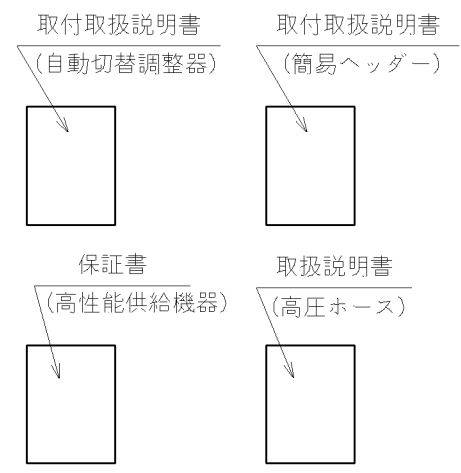 取付取扱説明書
(自動切替調整器)
取付取扱説明書
(簡易ヘッダー)
保証書
(高性能供給機器)
取扱説明書
(高圧ホース)